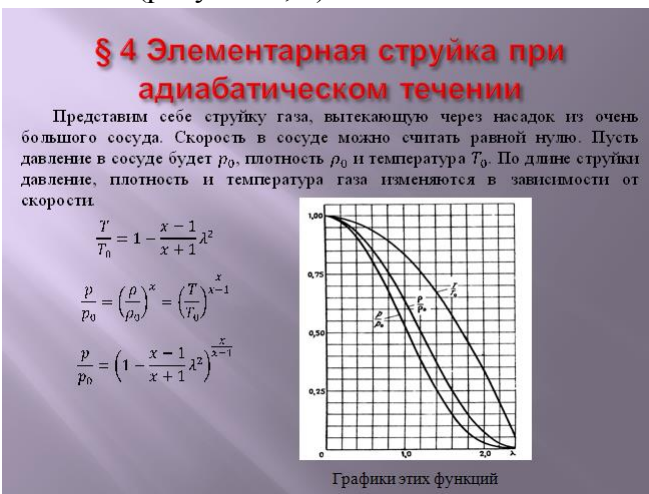 § 4 Элементарная струйка при
адиабатическом течении
Представим себе струйку газа, вытекающую через насадок из очень
большого сосуда. Скорость в сосуде можно считать равной нулю. Пусть
давление в сосуде будет p₀, плотность ρ₀ и температура T₀. По длине струйки
давление, плотность и температура газа изменяются в зависимости от
скорости.
T/T₀ = 1 − (x − 1)/(x + 1) λ²
p/p₀ = (ρ/ρ₀)^x = (T/T₀)^(x/(x−1))
p/p₀ = (1 − (x − 1)/(x + 1) λ²)^(x/(x−1))
1,00
0,75
T/T₀
ρ/ρ₀
p/p₀
0,50
0,25
0 1,0 2,0 λ
Графики этих функций